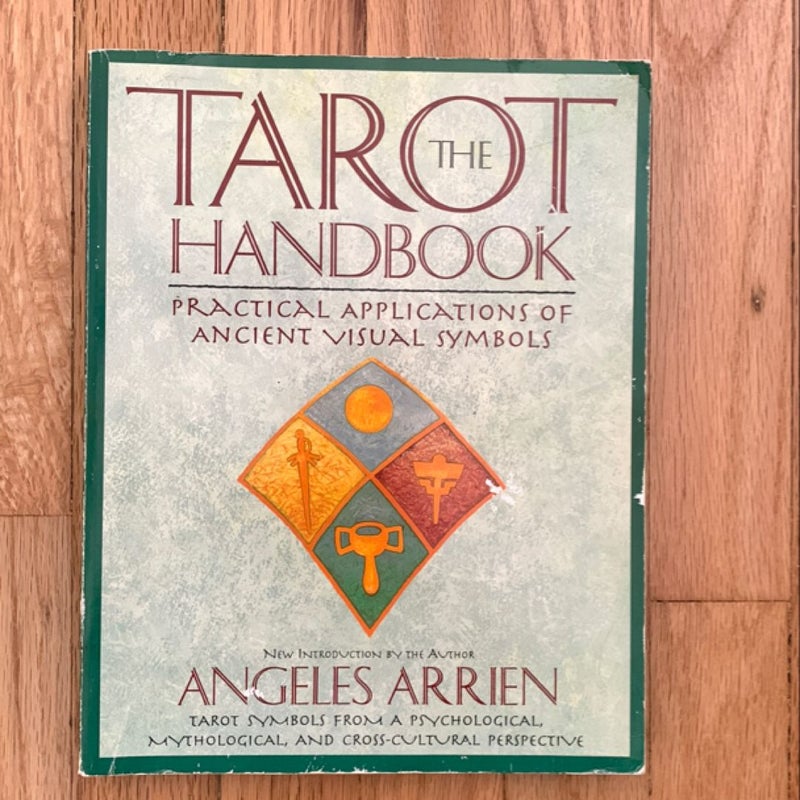 THE
TAROT
HANDBOOK
PRACTICAL APPLICATIONS OF
ANCIENT VISUAL SYMBOLS
NEW INTRODUCTION BY THE AUTHOR
ANGELES ARRIEN
TAROT SYMBOLS FROM A PSYCHOLOGICAL,
MYTHOLOGICAL, AND CROSS-CULTURAL PERSPECTIVE